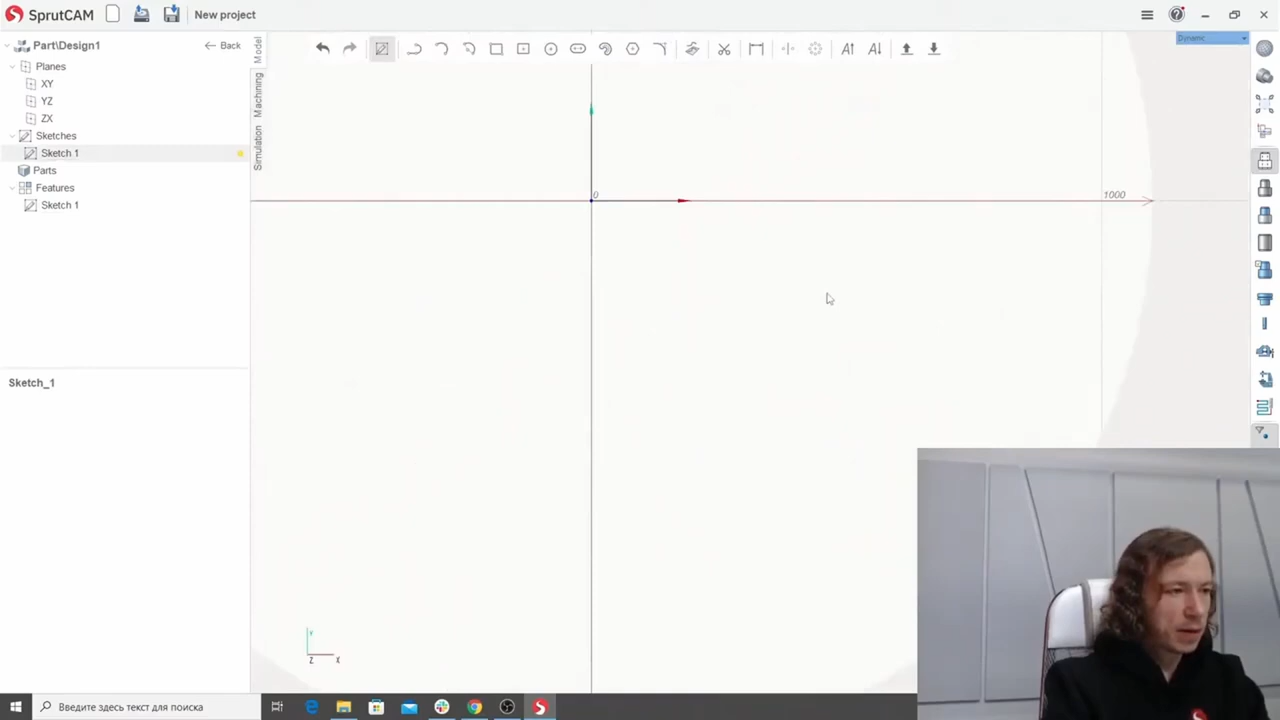 SprutCAM
New project
Dynamic
Part\Design1
Back
Planes
XY
YZ
ZX
Sketches
Sketch 1
Parts
Features
Sketch 1
Model
Machining
Simulation
0
1000
Sketch_1
Y
Z
X
Введите здесь текст для поиска